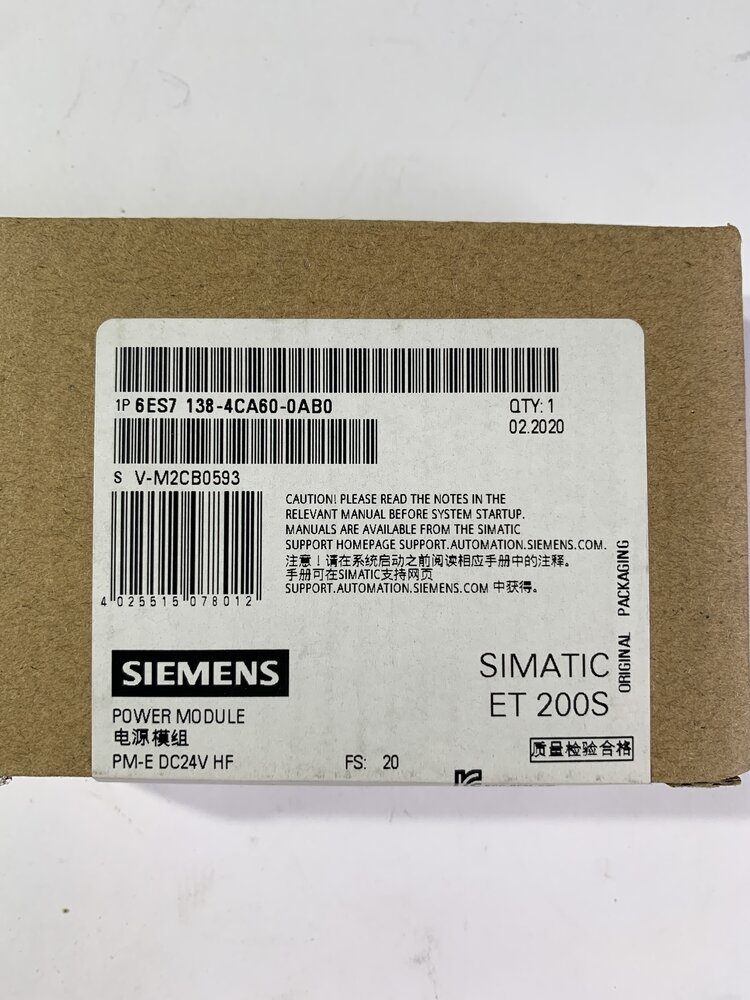 1P 6ES7 138-4CA60-0AB0
QTY: 1
02.2020
S V-M2CB0593
CAUTION! PLEASE READ THE NOTES IN THE
RELEVANT MANUAL BEFORE SYSTEM STARTUP.
MANUALS ARE AVAILABLE FROM THE SIMATIC
SUPPORT HOMEPAGE SUPPORT.AUTOMATION.SIEMENS.COM.
注意！请在系统启动之前阅读相应手册中的注释。
手册可在SIMATIC支持网页
SUPPORT.AUTOMATION.SIEMENS.COM 中获得。
4 025515 078012
ORIGINAL PACKAGING
SIEMENS
SIMATIC
ET 200S
POWER MODULE
电源模组
PM-E DC24V HF
FS: 20
质量检验合格